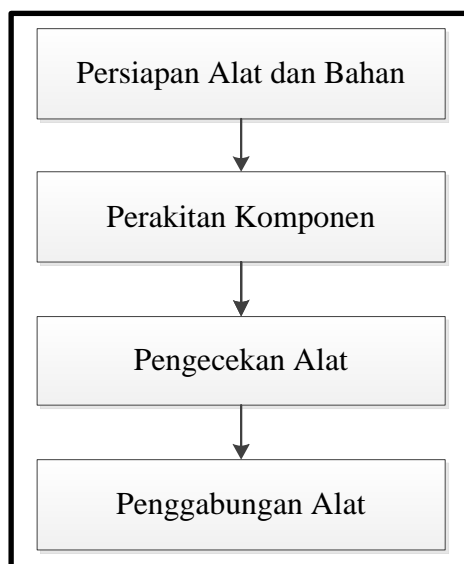 Persiapan Alat dan Bahan
Perakitan Komponen
Pengecekan Alat
Penggabungan Alat